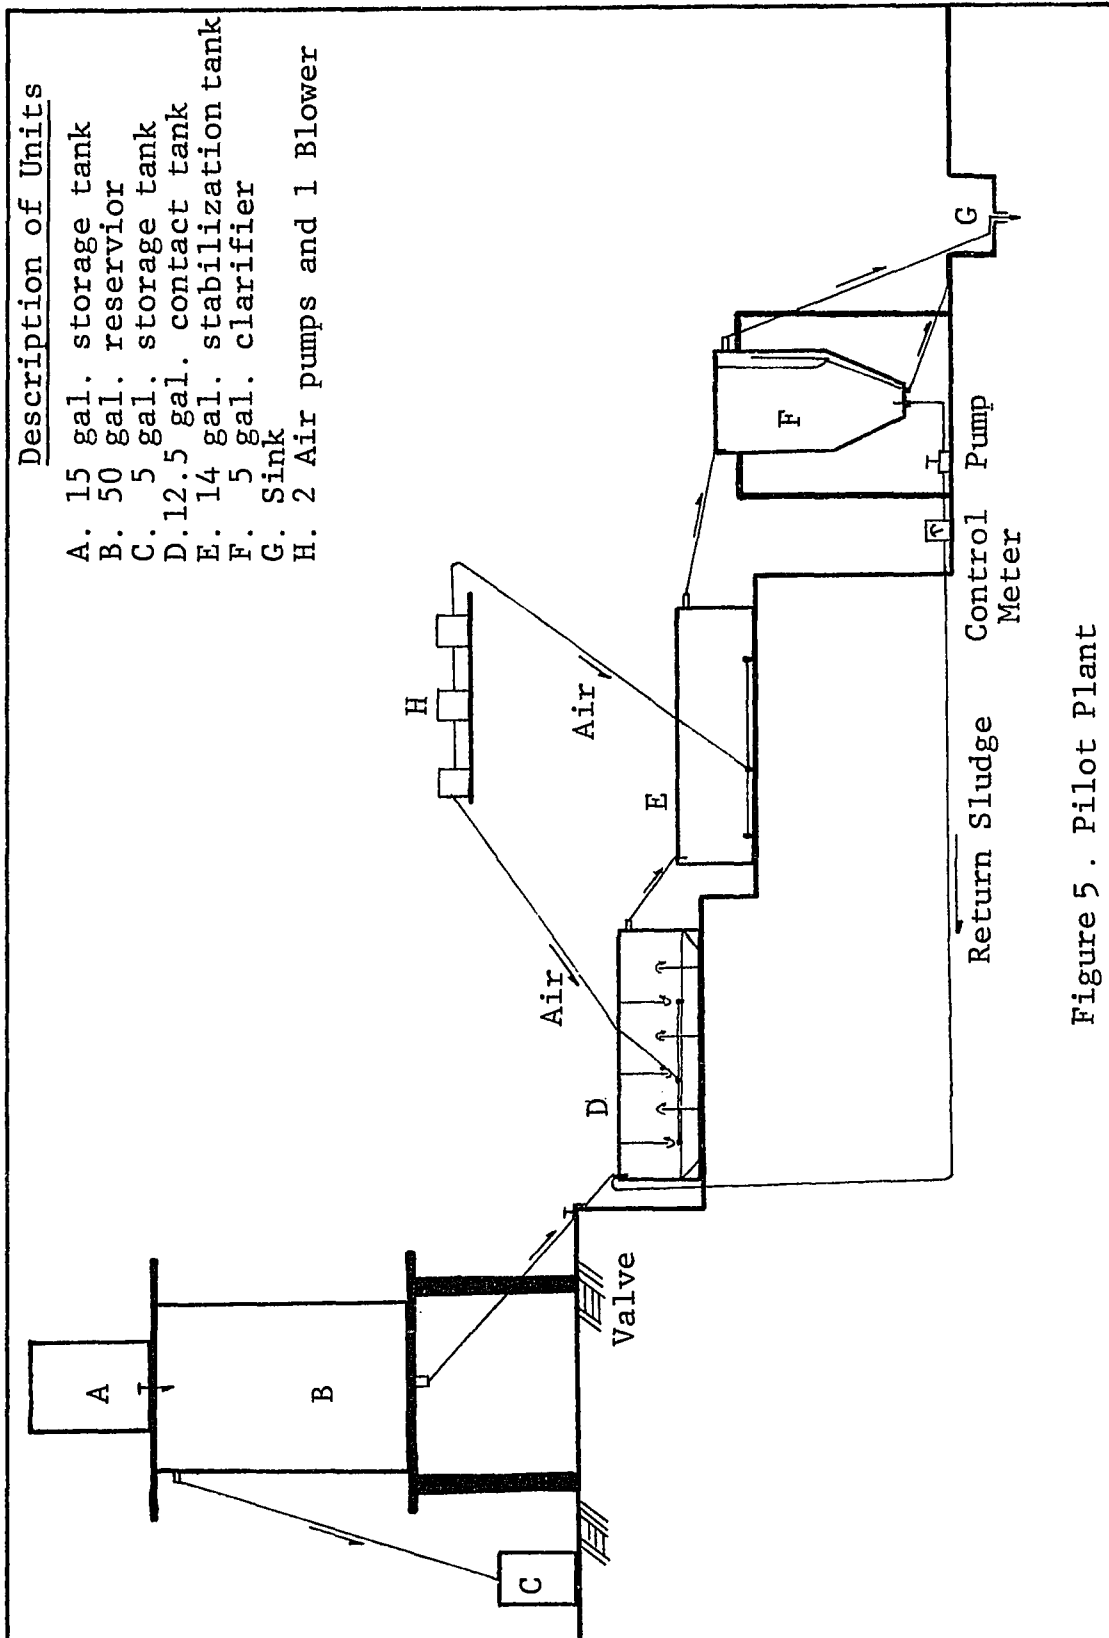 Description of Units
A. 15 gal. storage tank
B. 50 gal. reservior
C. 5 gal. storage tank
D.12.5 gal. contact tank
E. 14 gal. stabilization tank
F. 5 gal. clarifier
G. Sink
H. 2 Air pumps and 1 Blower
A
B
C
Valve
D
Air
H
Air
E
F
G
Control
Meter
Pump
Return Sludge
Figure 5. Pilot Plant